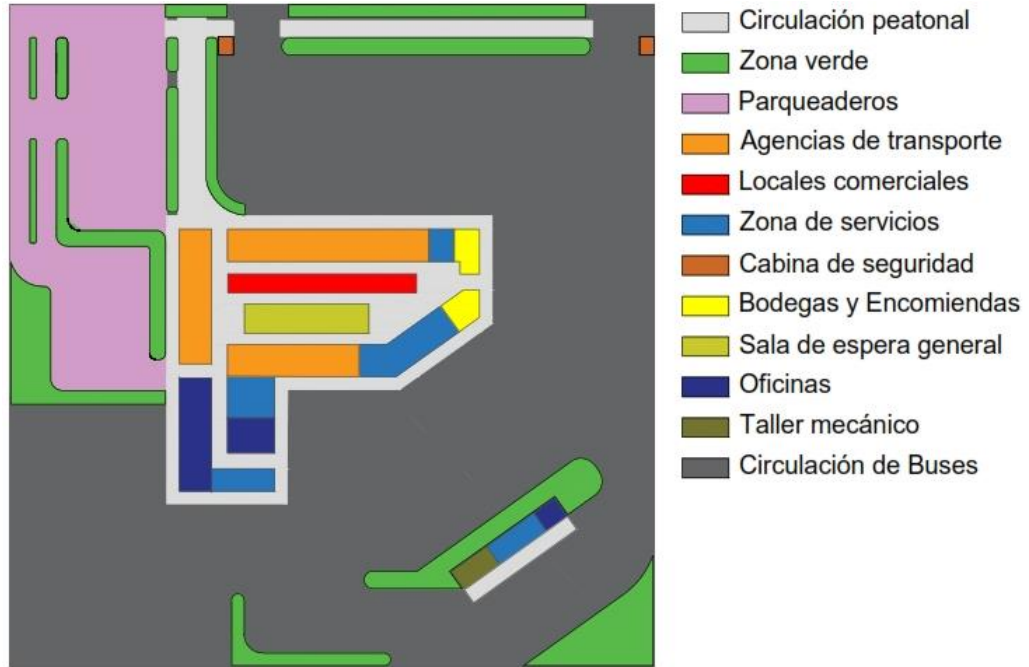 Circulación peatonal
Zona verde
Parqueaderos
Agencias de transporte
Locales comerciales
Zona de servicios
Cabina de seguridad
Bodegas y Encomiendas
Sala de espera general
Oficinas
Taller mecánico
Circulación de Buses